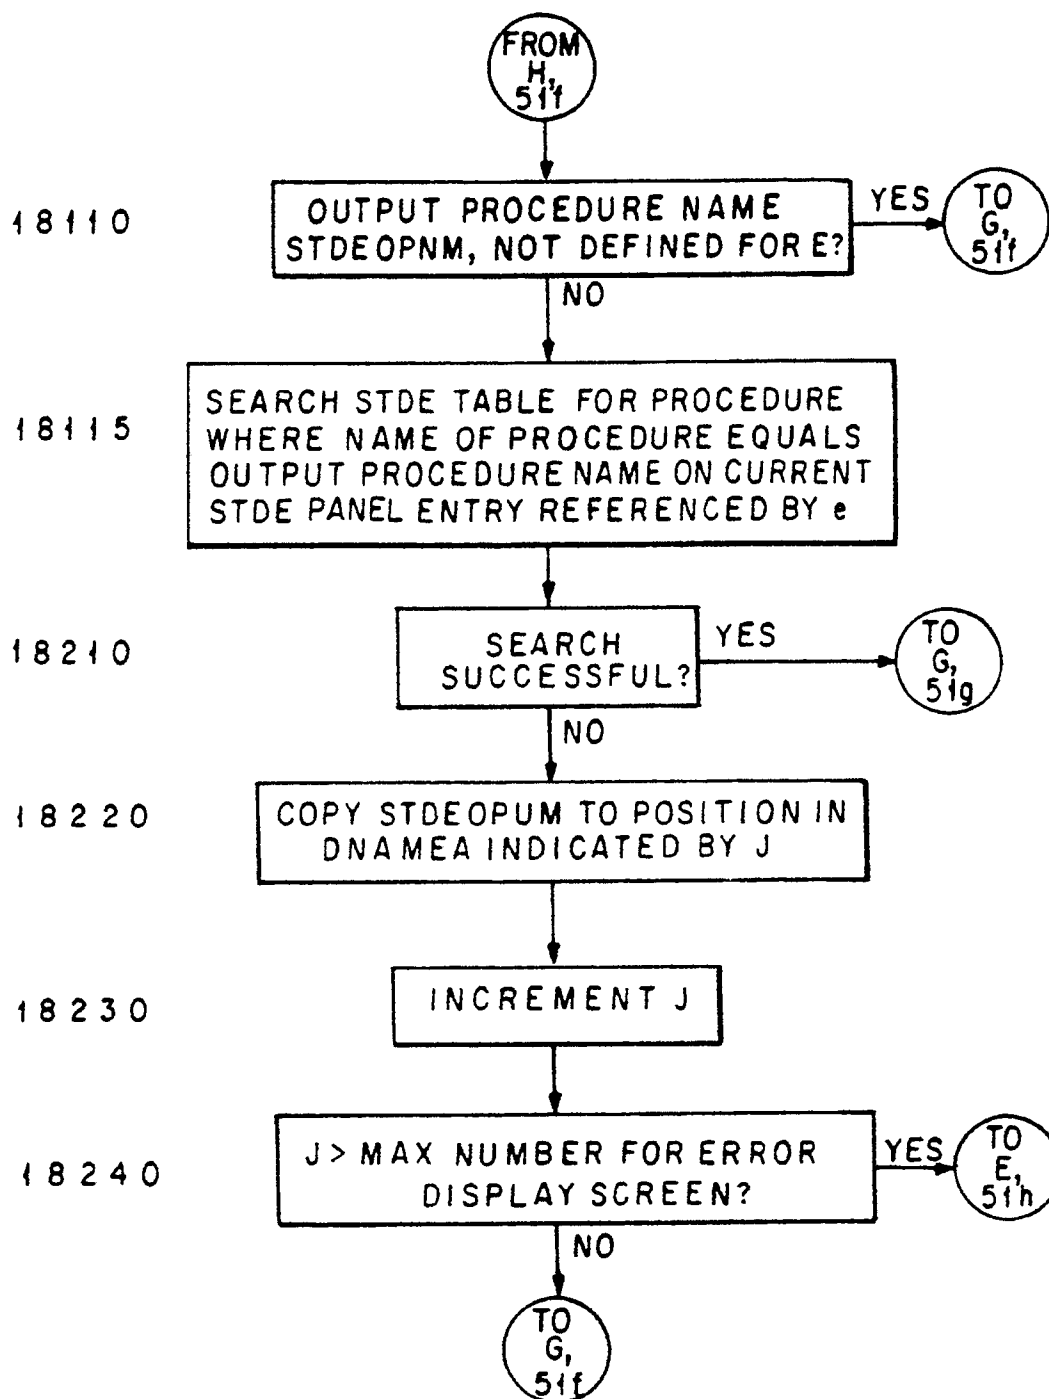 FROM
H,
51f
18110
OUTPUT PROCEDURE NAME
STDEOPNM, NOT DEFINED FOR E?
YES
TO
G,
51f
NO
18115
SEARCH STDE TABLE FOR PROCEDURE
WHERE NAME OF PROCEDURE EQUALS
OUTPUT PROCEDURE NAME ON CURRENT
STDE PANEL ENTRY REFERENCED BY e
18210
SEARCH
SUCCESSFUL?
YES
TO
G,
51g
NO
18220
COPY STDEOPUM TO POSITION IN
DNAMEA INDICATED BY J
18230
INCREMENT J
18240
J > MAX NUMBER FOR ERROR
DISPLAY SCREEN?
YES
TO
E,
51h
NO
TO
G,
51f